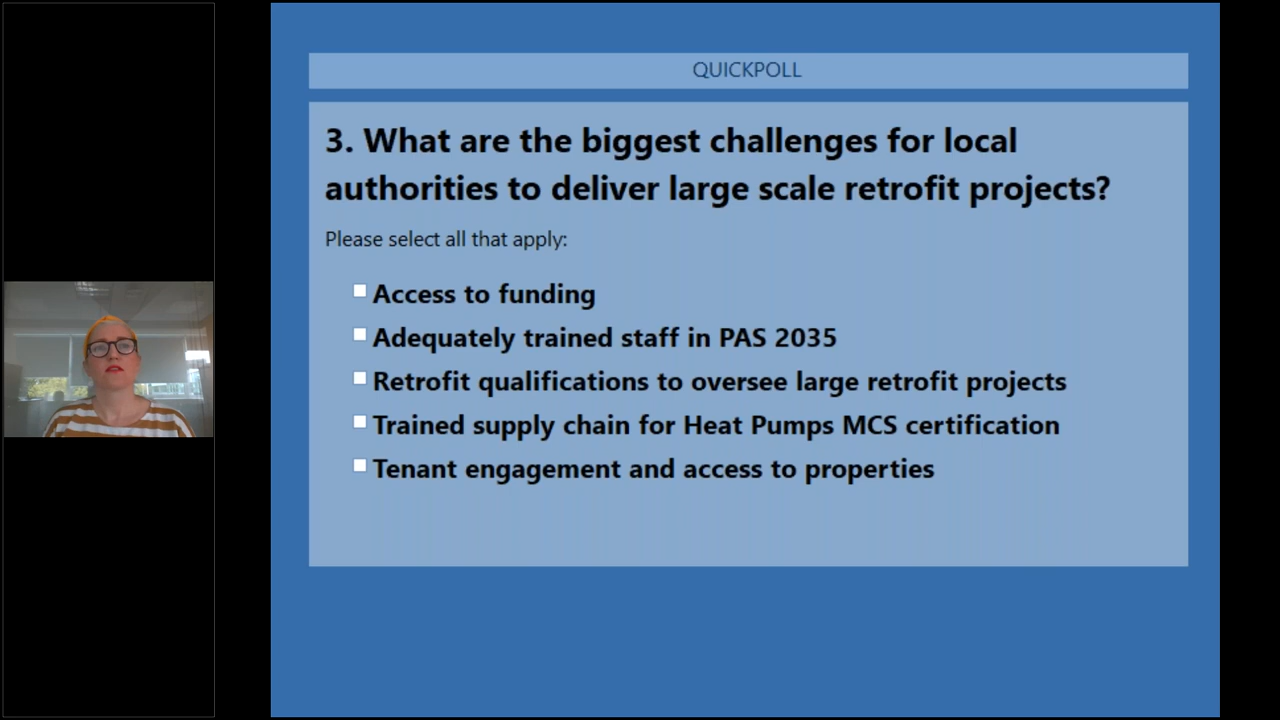 QUICKPOLL
3. What are the biggest challenges for local
authorities to deliver large scale retrofit projects?
Please select all that apply:
Access to funding
Adequately trained staff in PAS 2035
Retrofit qualifications to oversee large retrofit projects
Trained supply chain for Heat Pumps MCS certification
Tenant engagement and access to properties